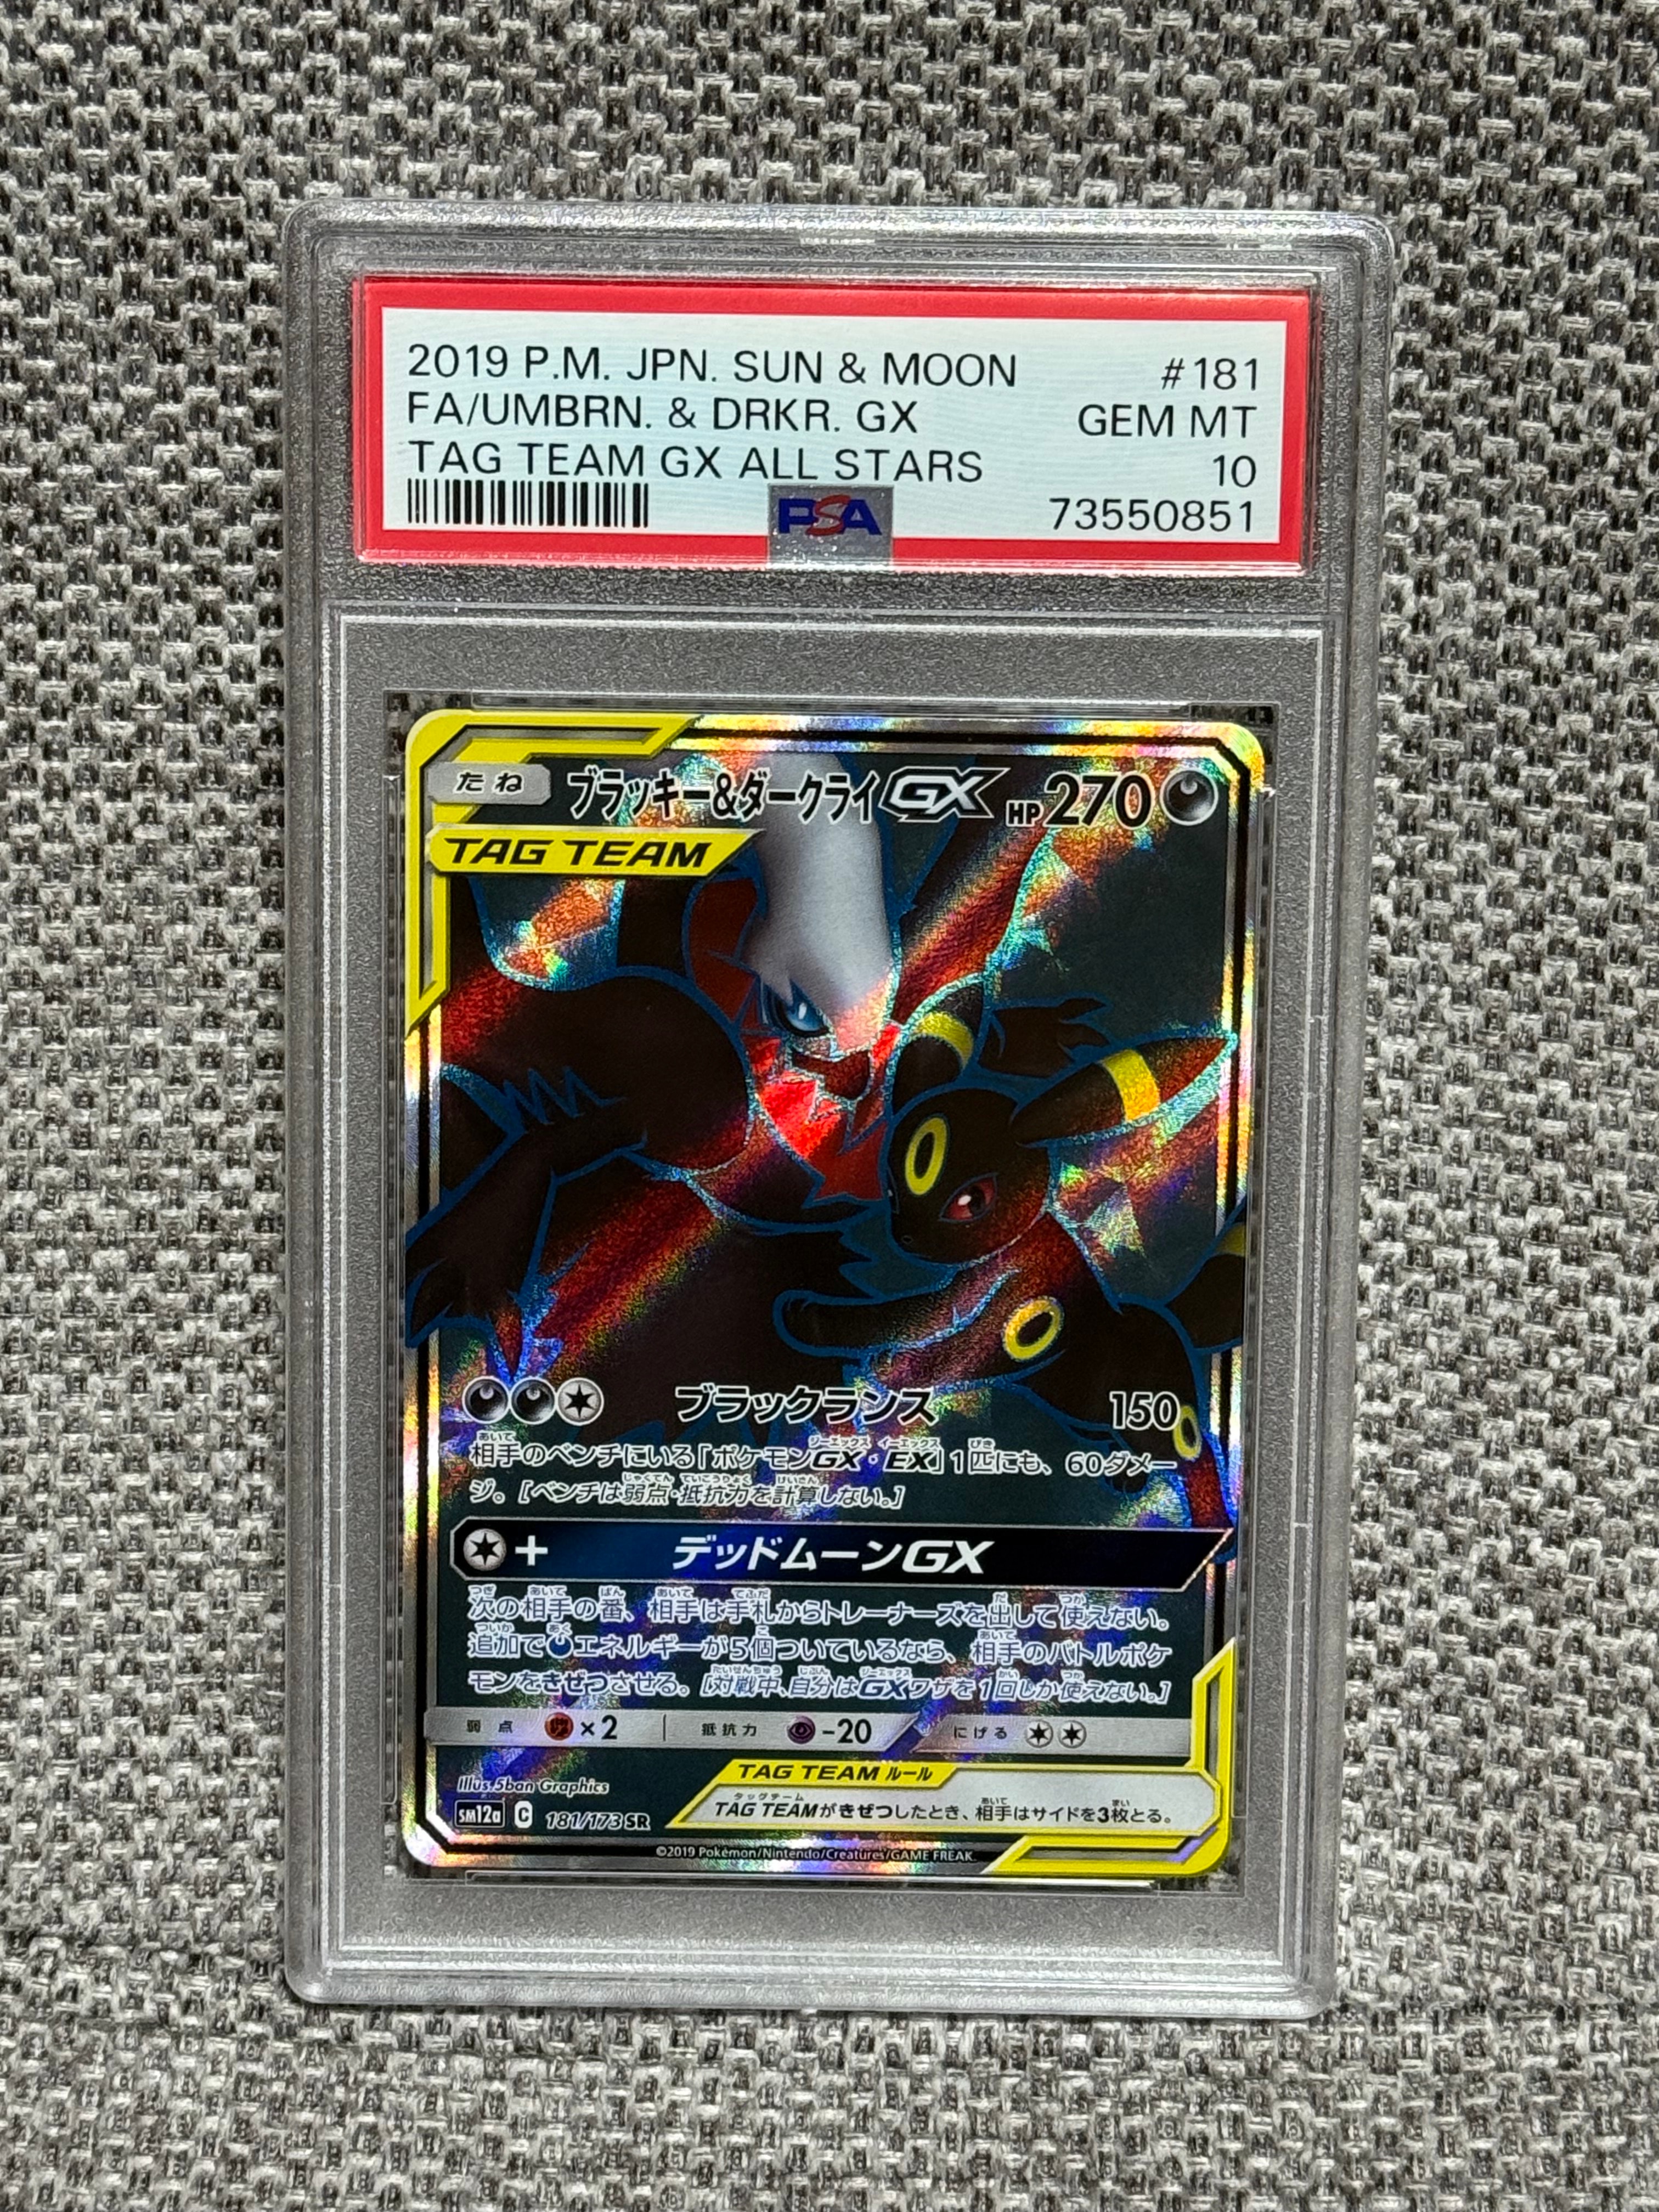 2019 P.M. JPN. SUN & MOON #181
FA/UMBRN. & DRKR. GX GEM MT
TAG TEAM GX ALL STARS 10
PSA 73550851
たね ブラッキー&ダークライGX HP270
TAG TEAM
ブラックランス 150
相手のベンチにいる「ポケモンGX・EX」1匹にも、60ダメー
ジ。[ベンチは弱点・抵抗力を計算しない。]
+ デッドムーンGX
次の相手の番、相手は手札からトレーナーズを出して使えない。
追加でエネルギーが5個ついているなら、相手のバトルポケ
モンをきぜつさせる。[対戦中、自分はGXワザを1回しか使えない。]
弱点 ×2 抵抗力 -20 にげる
TAG TEAM ルール
TAG TEAMがきぜつしたとき、相手はサイドを3枚とる。
Illus.5ban Graphics
SM12a C 181/173 SR
©2019 Pokémon/Nintendo/Creatures/GAME FREAK.